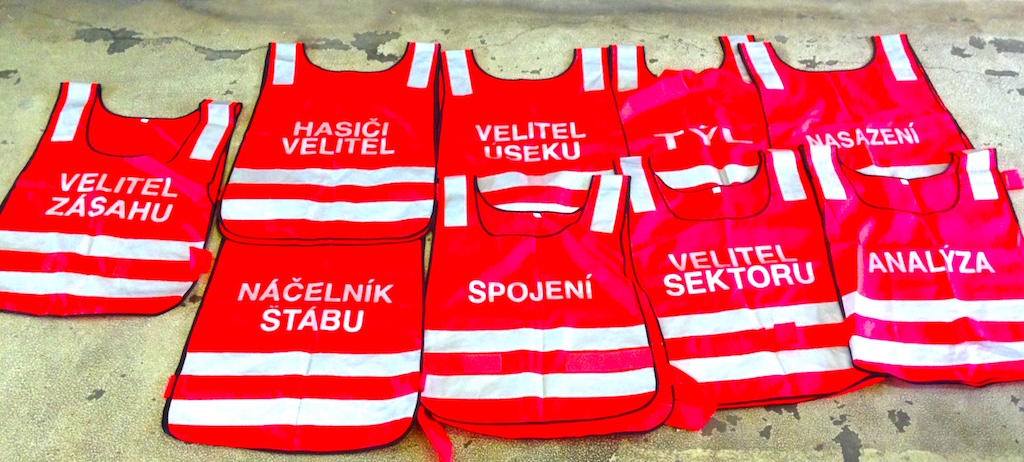 VELITEL
ZÁSAHU
HASIČI
VELITEL
VELITEL
ÚSEKU
TÝL
NASAZENÍ
NÁČELNÍK
ŠTÁBU
SPOJENÍ
VELITEL
SEKTORU
ANALÝZA